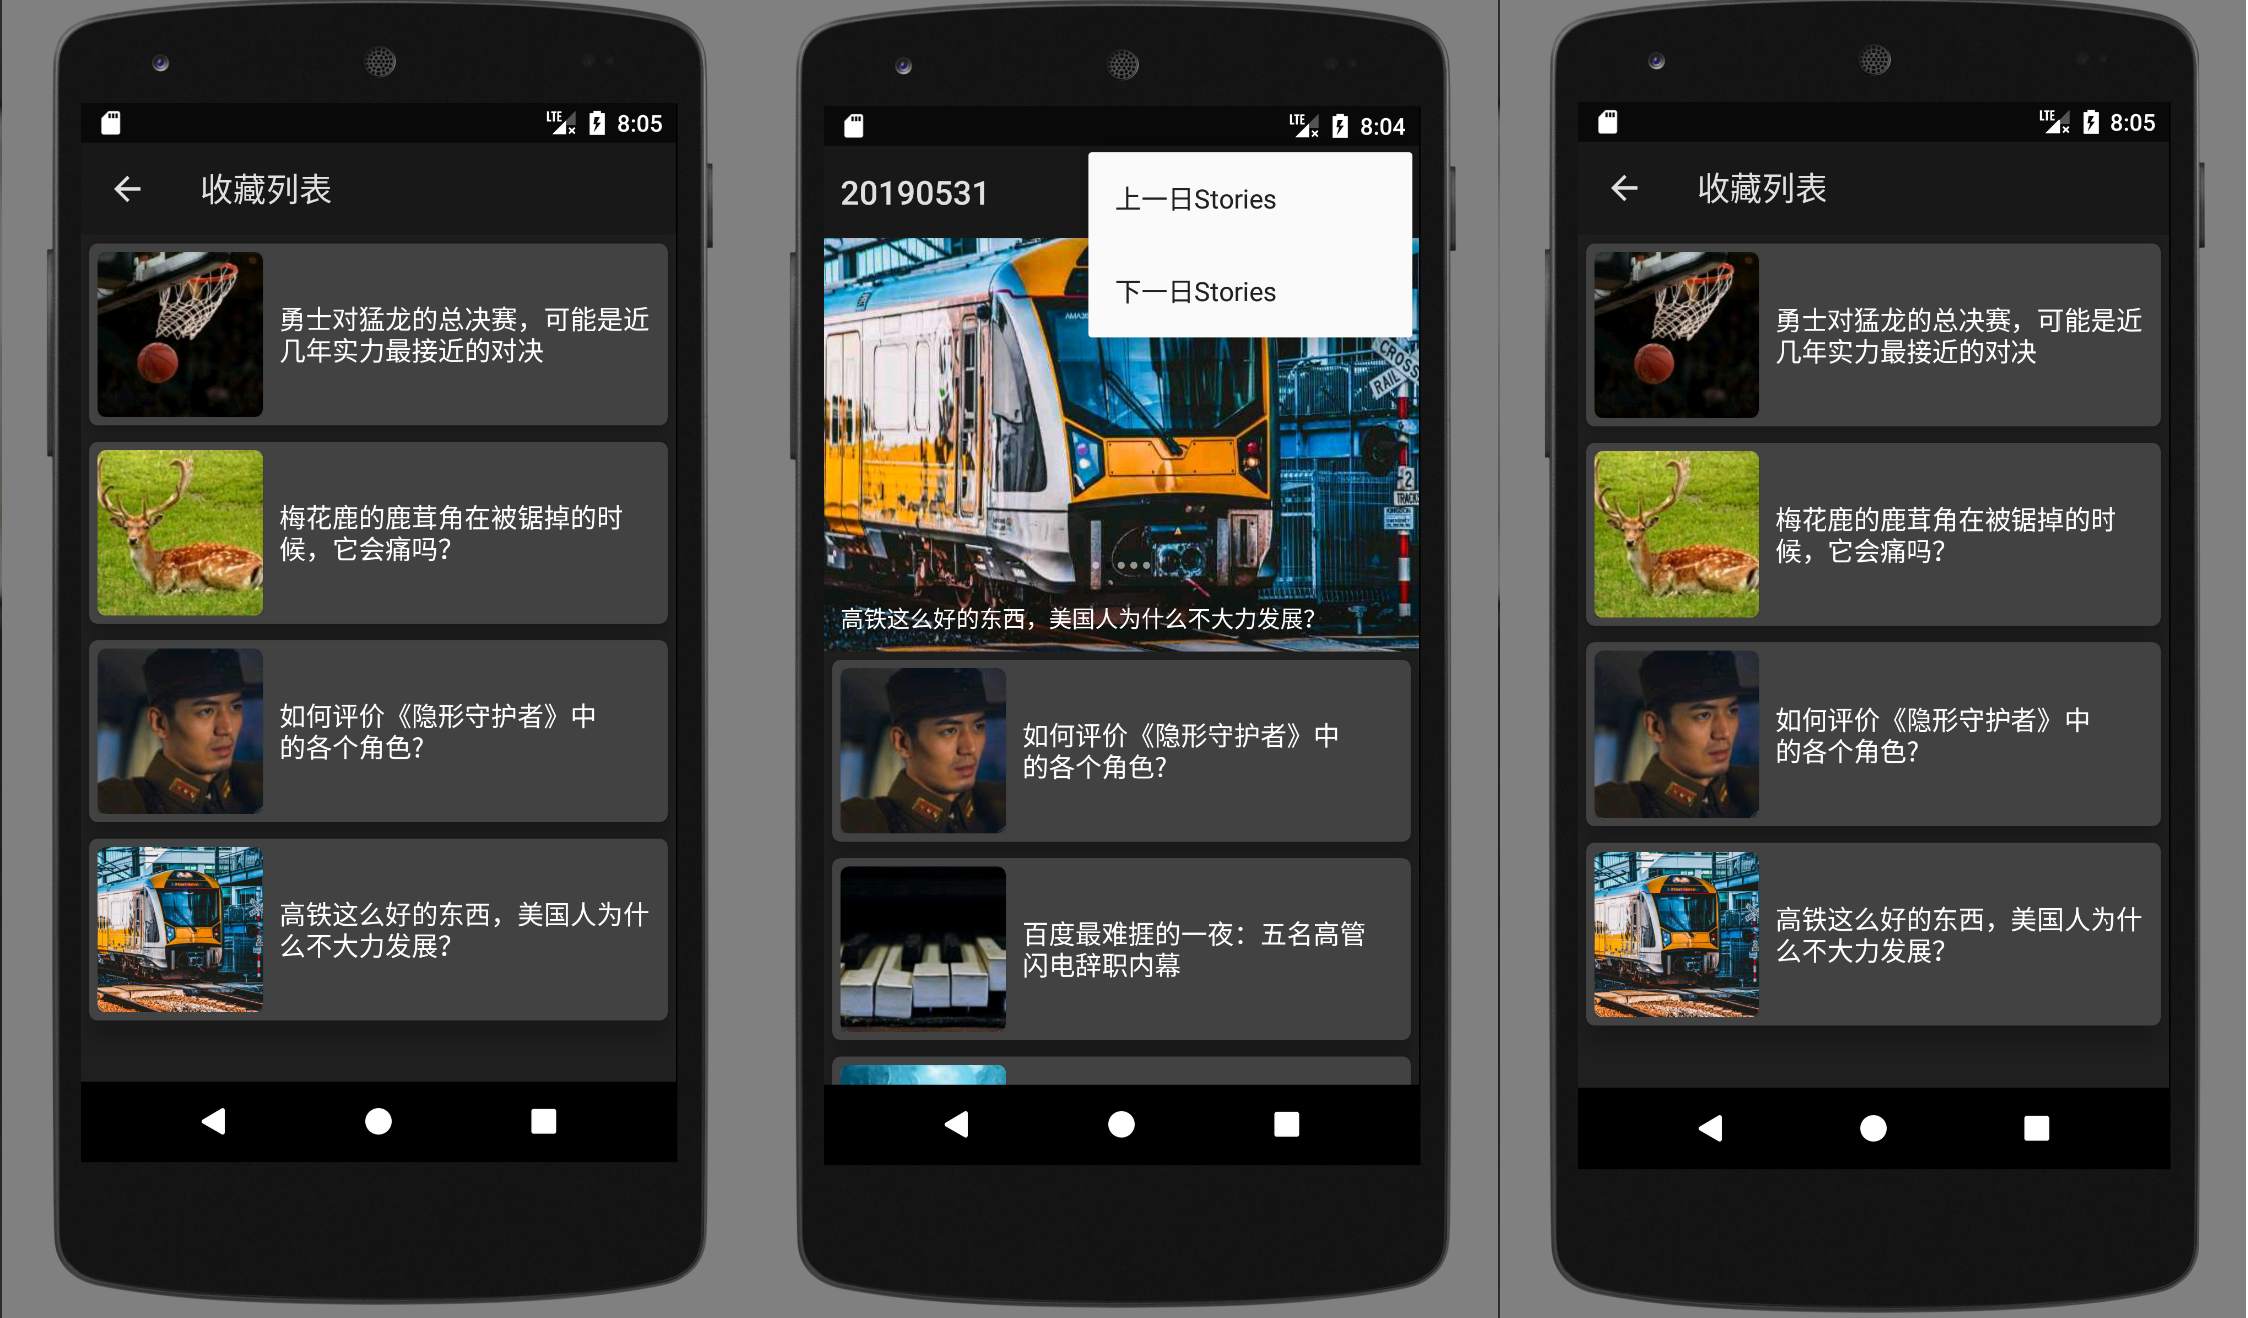 LTE 8:05
收藏列表
勇士对猛龙的总决赛，可能是近
几年实力最接近的对决
梅花鹿的鹿茸角在被锯掉的时
候，它会痛吗？
如何评价《隐形守护者》中
的各个角色？
高铁这么好的东西，美国人为什
么不大力发展？
LTE 8:04
20190531
上一日Stories
下一日Stories
CROSS
RAIL
2
TRACKS
高铁这么好的东西，美国人为什么不大力发展？
如何评价《隐形守护者》中
的各个角色？
百度最难捱的一夜：五名高管
闪电辞职内幕
LTE 8:05
收藏列表
勇士对猛龙的总决赛，可能是近
几年实力最接近的对决
梅花鹿的鹿茸角在被锯掉的时
候，它会痛吗？
如何评价《隐形守护者》中
的各个角色？
高铁这么好的东西，美国人为什
么不大力发展？